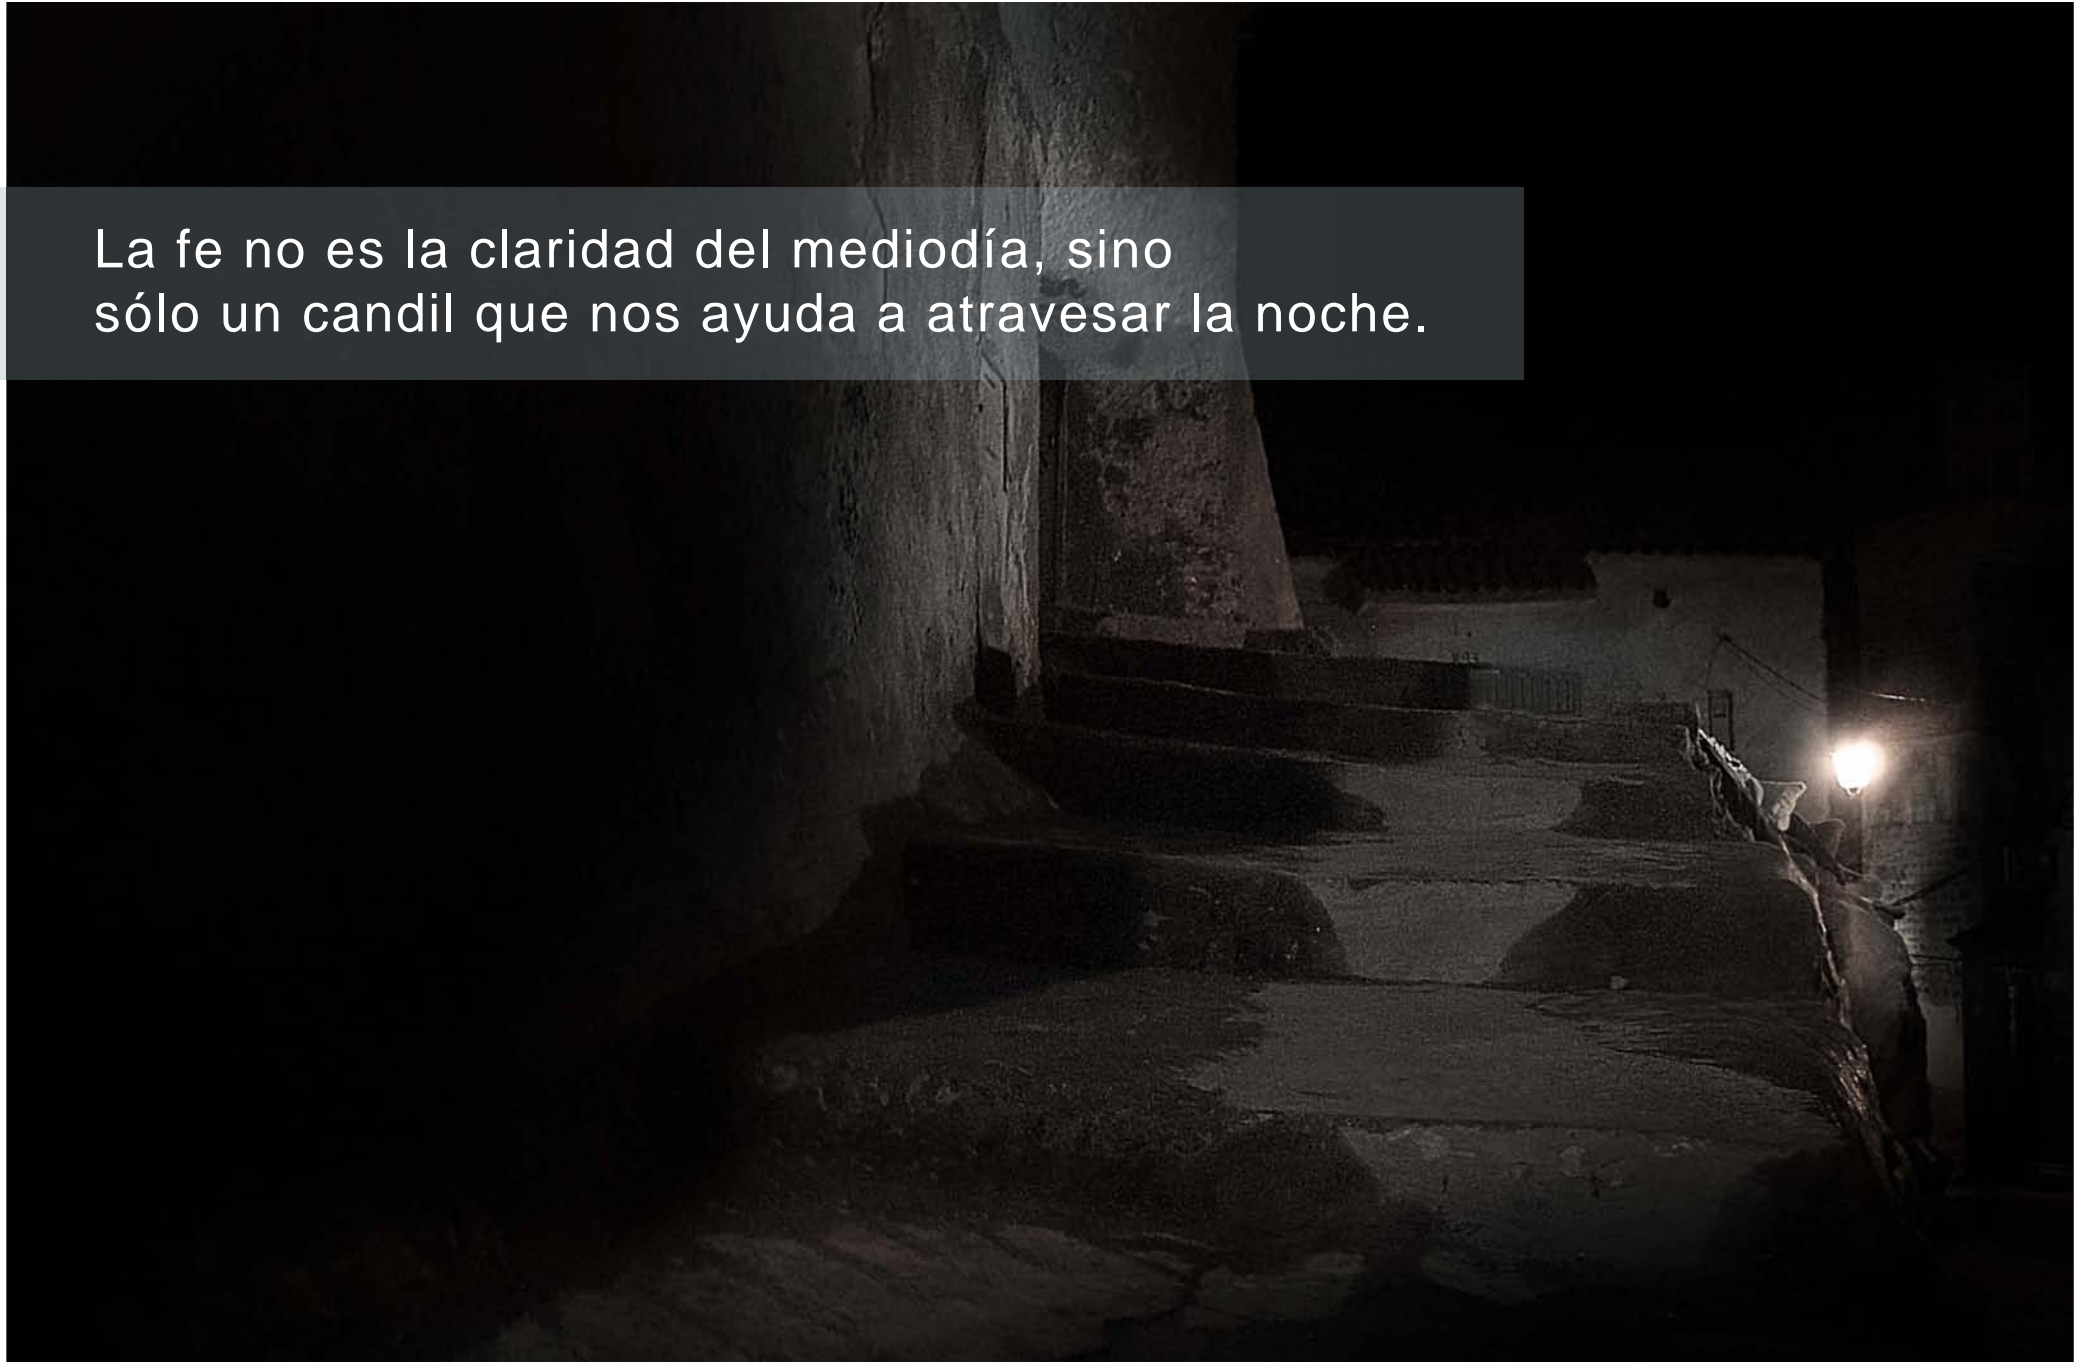 La fe no es la claridad del mediodía, sino
sólo un candil que nos ayuda a atravesar la noche.